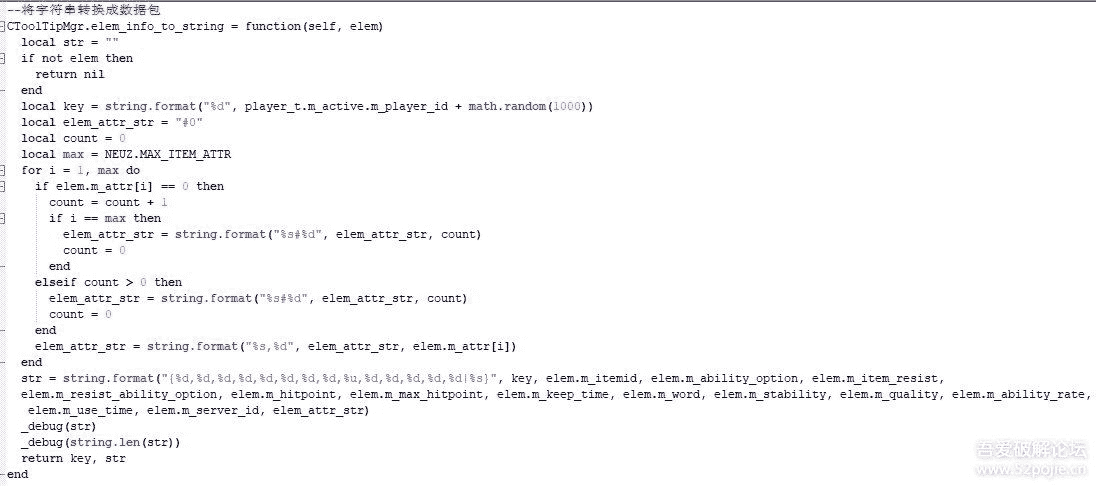 --将字符串转换成数据包
CToolTipMgr.elem_info_to_string = function(self, elem)
local str = ""
if not elem then
return nil
end
local key = string.format("%d", player_t.m_active.m_player_id + math.random(1000))
local elem_attr_str = "#0"
local count = 0
local max = NEUZ.MAX_ITEM_ATTR
for i = 1, max do
if elem.m_attr[i] == 0 then
count = count + 1
if i == max then
elem_attr_str = string.format("%s#%d", elem_attr_str, count)
count = 0
end
elseif count > 0 then
elem_attr_str = string.format("%s#%d", elem_attr_str, count)
count = 0
end
elem_attr_str = string.format("%s,%d", elem_attr_str, elem.m_attr[i])
end
str = string.format("{%d,%d,%d,%d,%d,%d,%d,%d,%u,%d,%d,%d,%d,%d|%s}", key, elem.m_itemid, elem.m_ability_option, elem.m_item_resist,
elem.m_resist_ability_option, elem.m_hitpoint, elem.m_max_hitpoint, elem.m_keep_time, elem.m_word, elem.m_stability, elem.m_quality, elem.m_ability_rate,
elem.m_use_time, elem.m_server_id, elem_attr_str)
_debug(str)
_debug(string.len(str))
return key, str
end
吾爱破解论坛
www.52pojie.cn